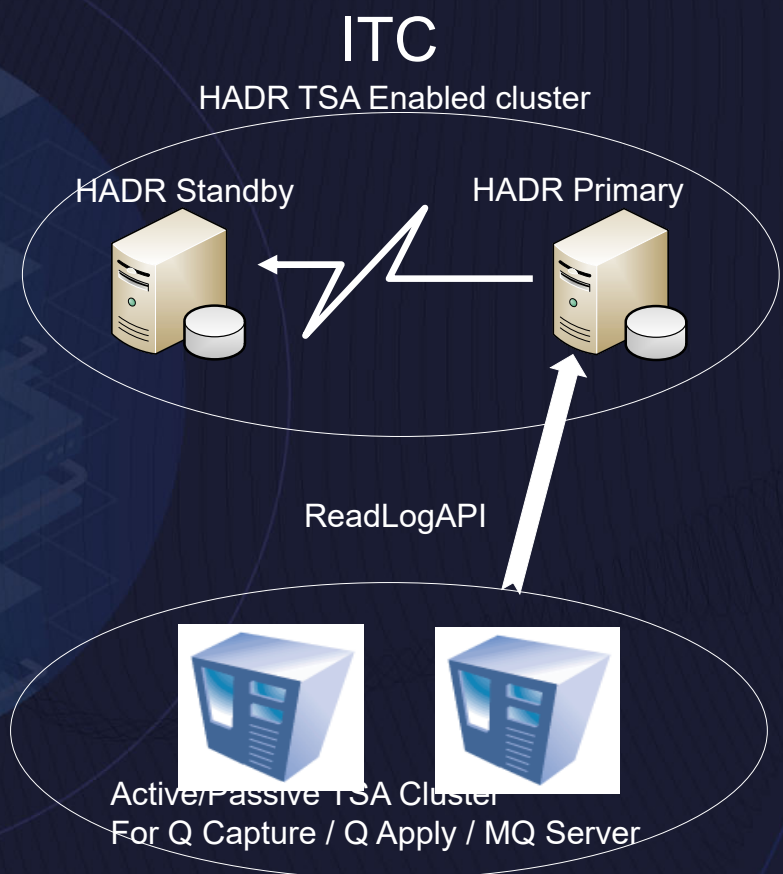 ITC
HADR TSA Enabled cluster
HADR Standby
HADR Primary
ReadLogAPI
Active/Passive TSA Cluster
For Q Capture / Q Apply / MQ Server